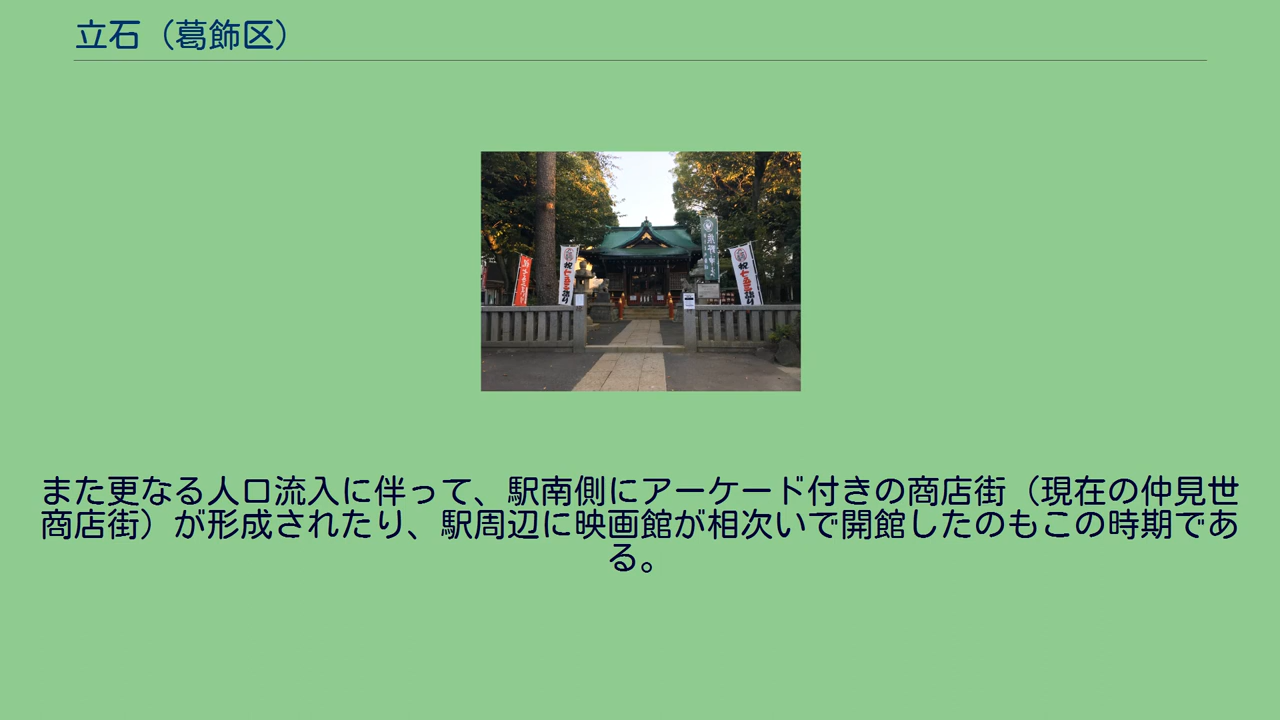 立石（葛飾区）
また更なる人口流入に伴って、駅南側にアーケード付きの商店街（現在の仲見世
商店街）が形成されたり、駅周辺に映画館が相次いで開館したのもこの時期であ
る。